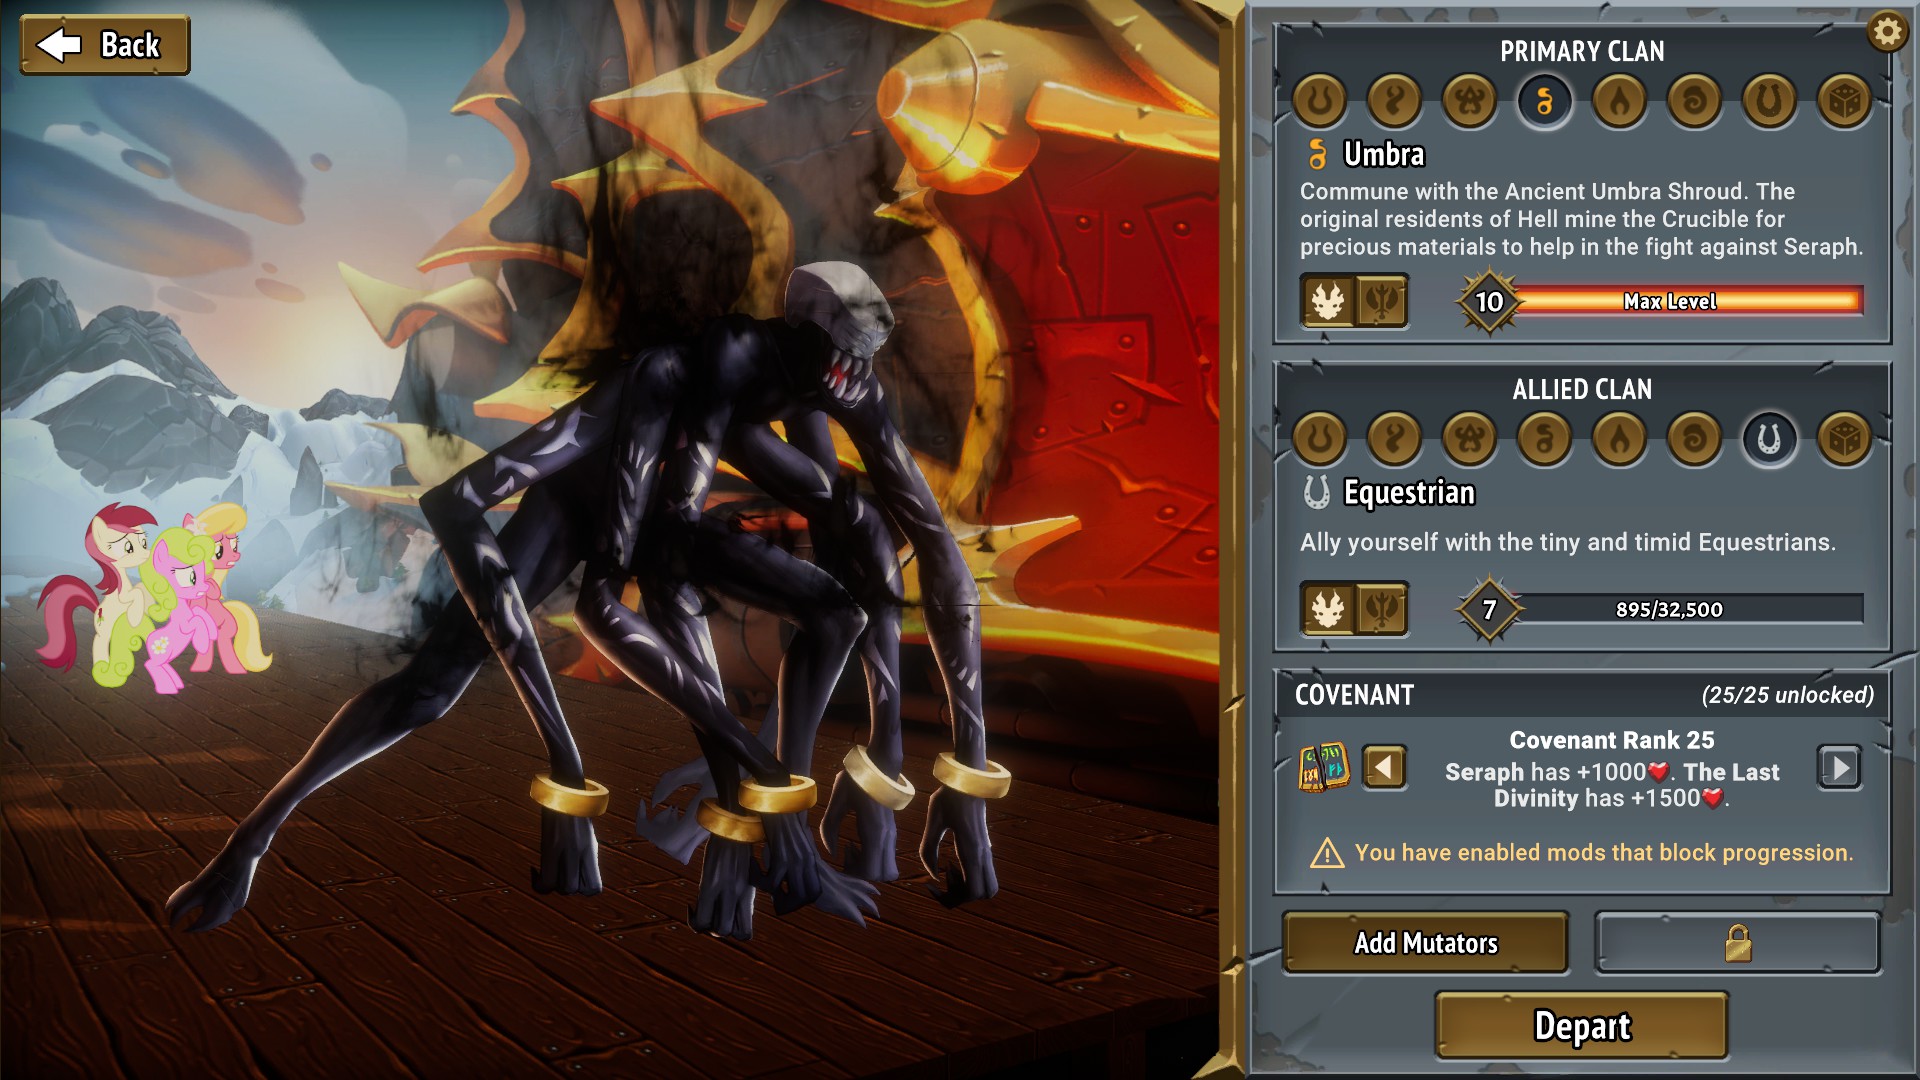 Back
PRIMARY CLAN
Umbra
Commune with the Ancient Umbra Shroud. The
original residents of Hell mine the Crucible for
precious materials to help in the fight against Seraph.
10
Max Level
ALLIED CLAN
Equestrian
Ally yourself with the tiny and timid Equestrians.
7
895/32,500
COVENANT
(25/25 unlocked)
Covenant Rank 25
Seraph has +1000❤. The Last
Divinity has +1500❤.
You have enabled mods that block progression.
Add Mutators
Depart